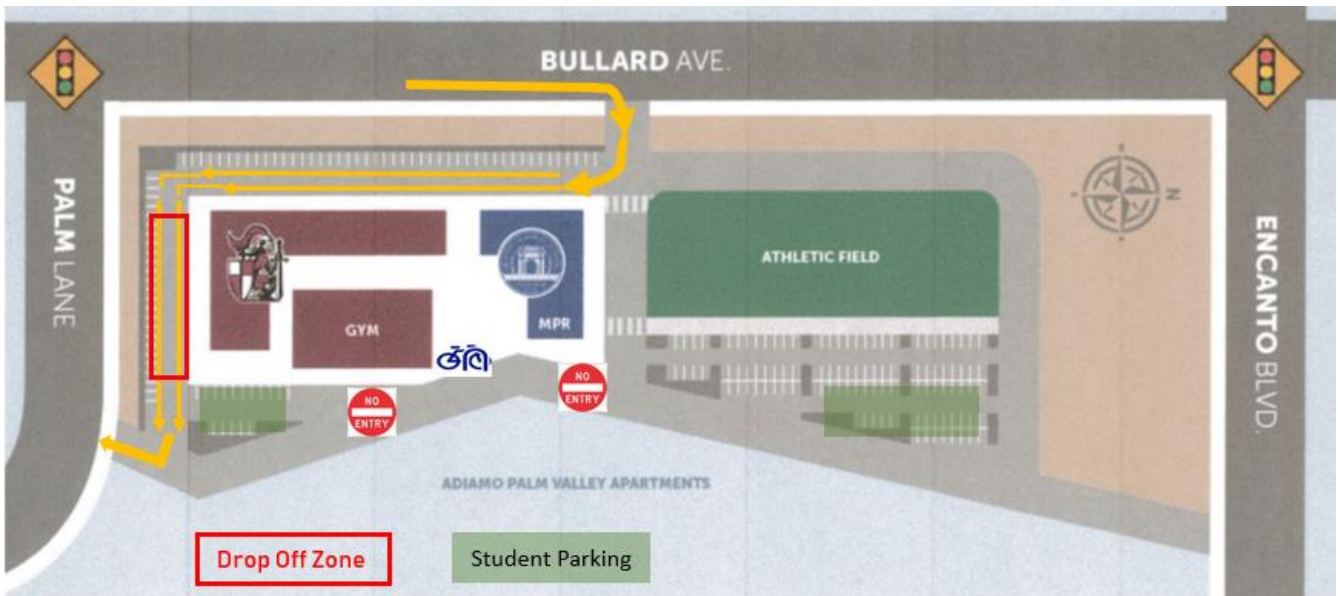 BULLARD AVE.
PALM LANE
ENCANTO BLVD.
N
ATHLETIC FIELD
GYM
MPR
NO
ENTRY
NO
ENTRY
ADIAMO PALM VALLEY APARTMENTS
Drop Off Zone
Student Parking